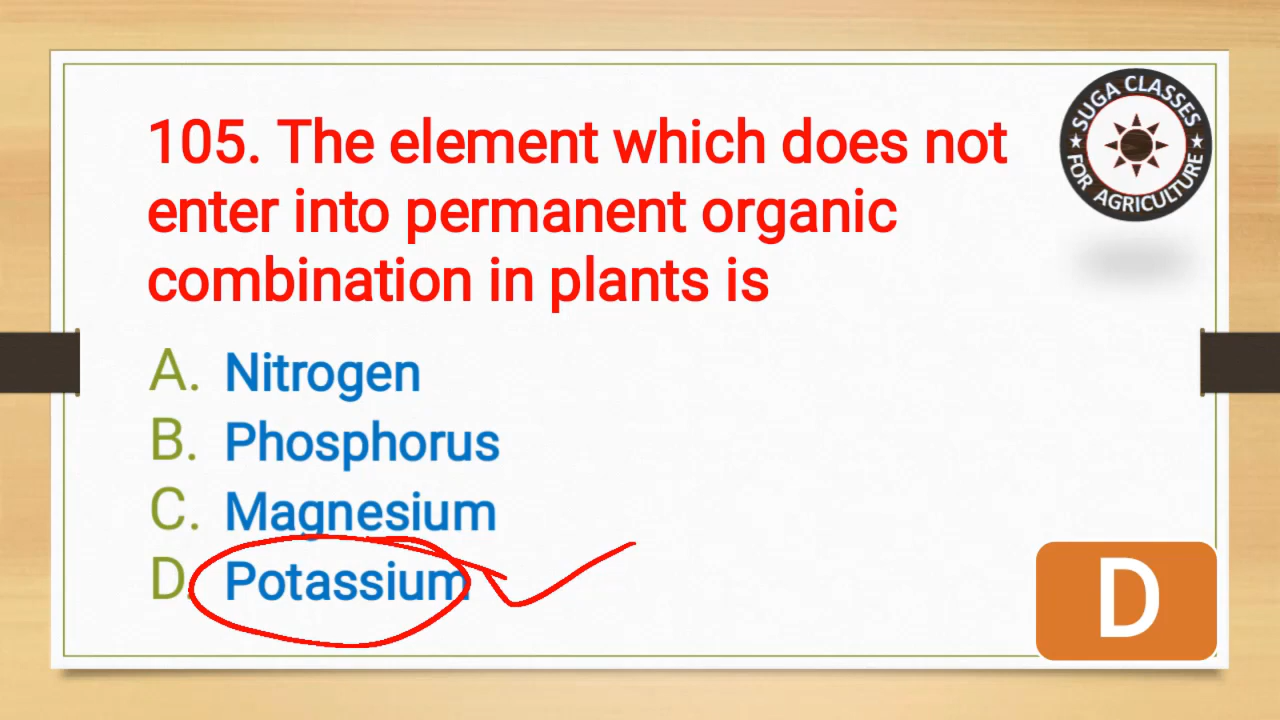 105. The element which does not
enter into permanent organic
combination in plants is
A. Nitrogen
B. Phosphorus
C. Magnesium
D. Potassium
SUGA CLASSES
FOR AGRICULTURE
D